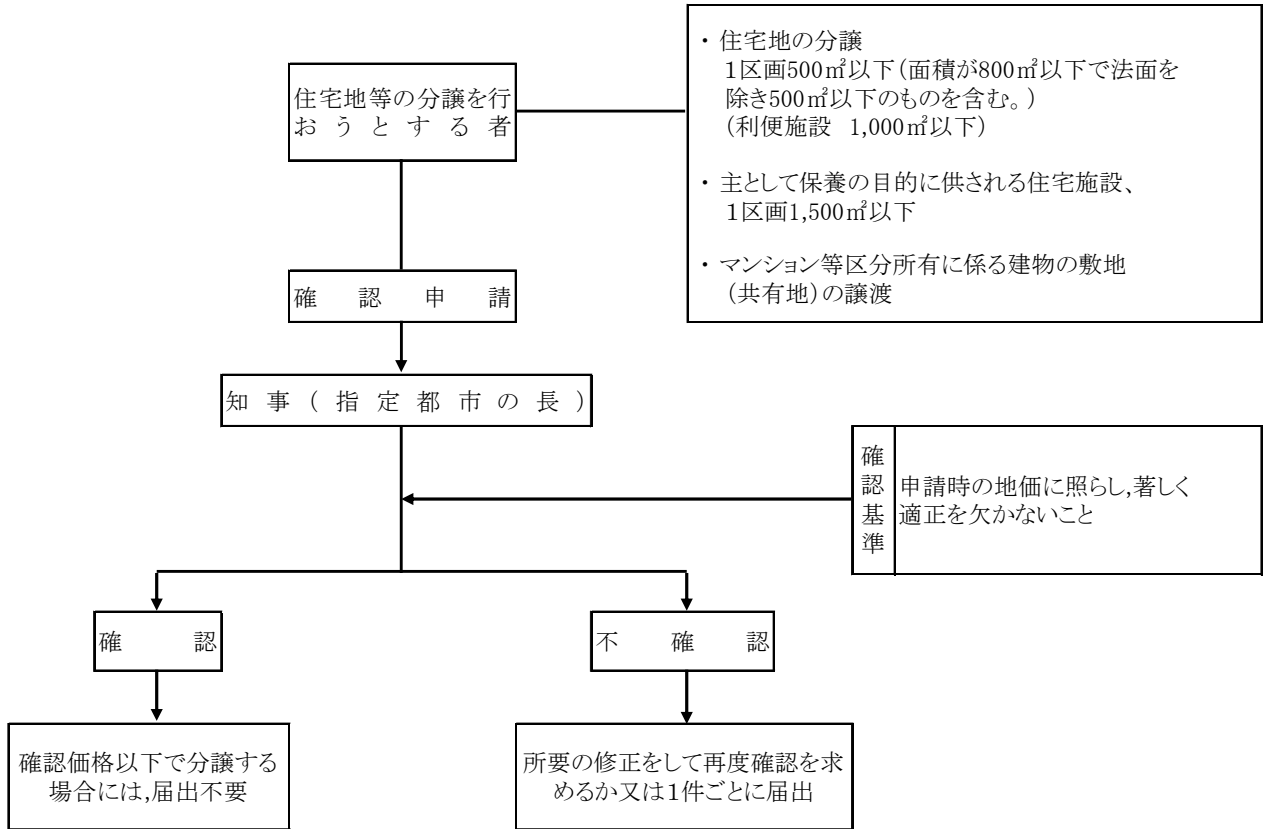 ・ 住宅地の分譲
1区画500㎡以下(面積が800㎡以下で法面を
除き500㎡以下のものを含む。)
(利便施設 1,000㎡以下)
・ 主として保養の目的に供される住宅施設、
1区画1,500㎡以下
・ マンション等区分所有に係る建物の敷地
(共有地)の譲渡
住宅地等の分譲を行
おうとする者
確認申請
知事(指定都市の長)
確認基準
申請時の地価に照らし,著しく
適正を欠かないこと
確認
不確認
確認価格以下で分譲する
場合には,届出不要
所要の修正をして再度確認を求
めるか又は1件ごとに届出